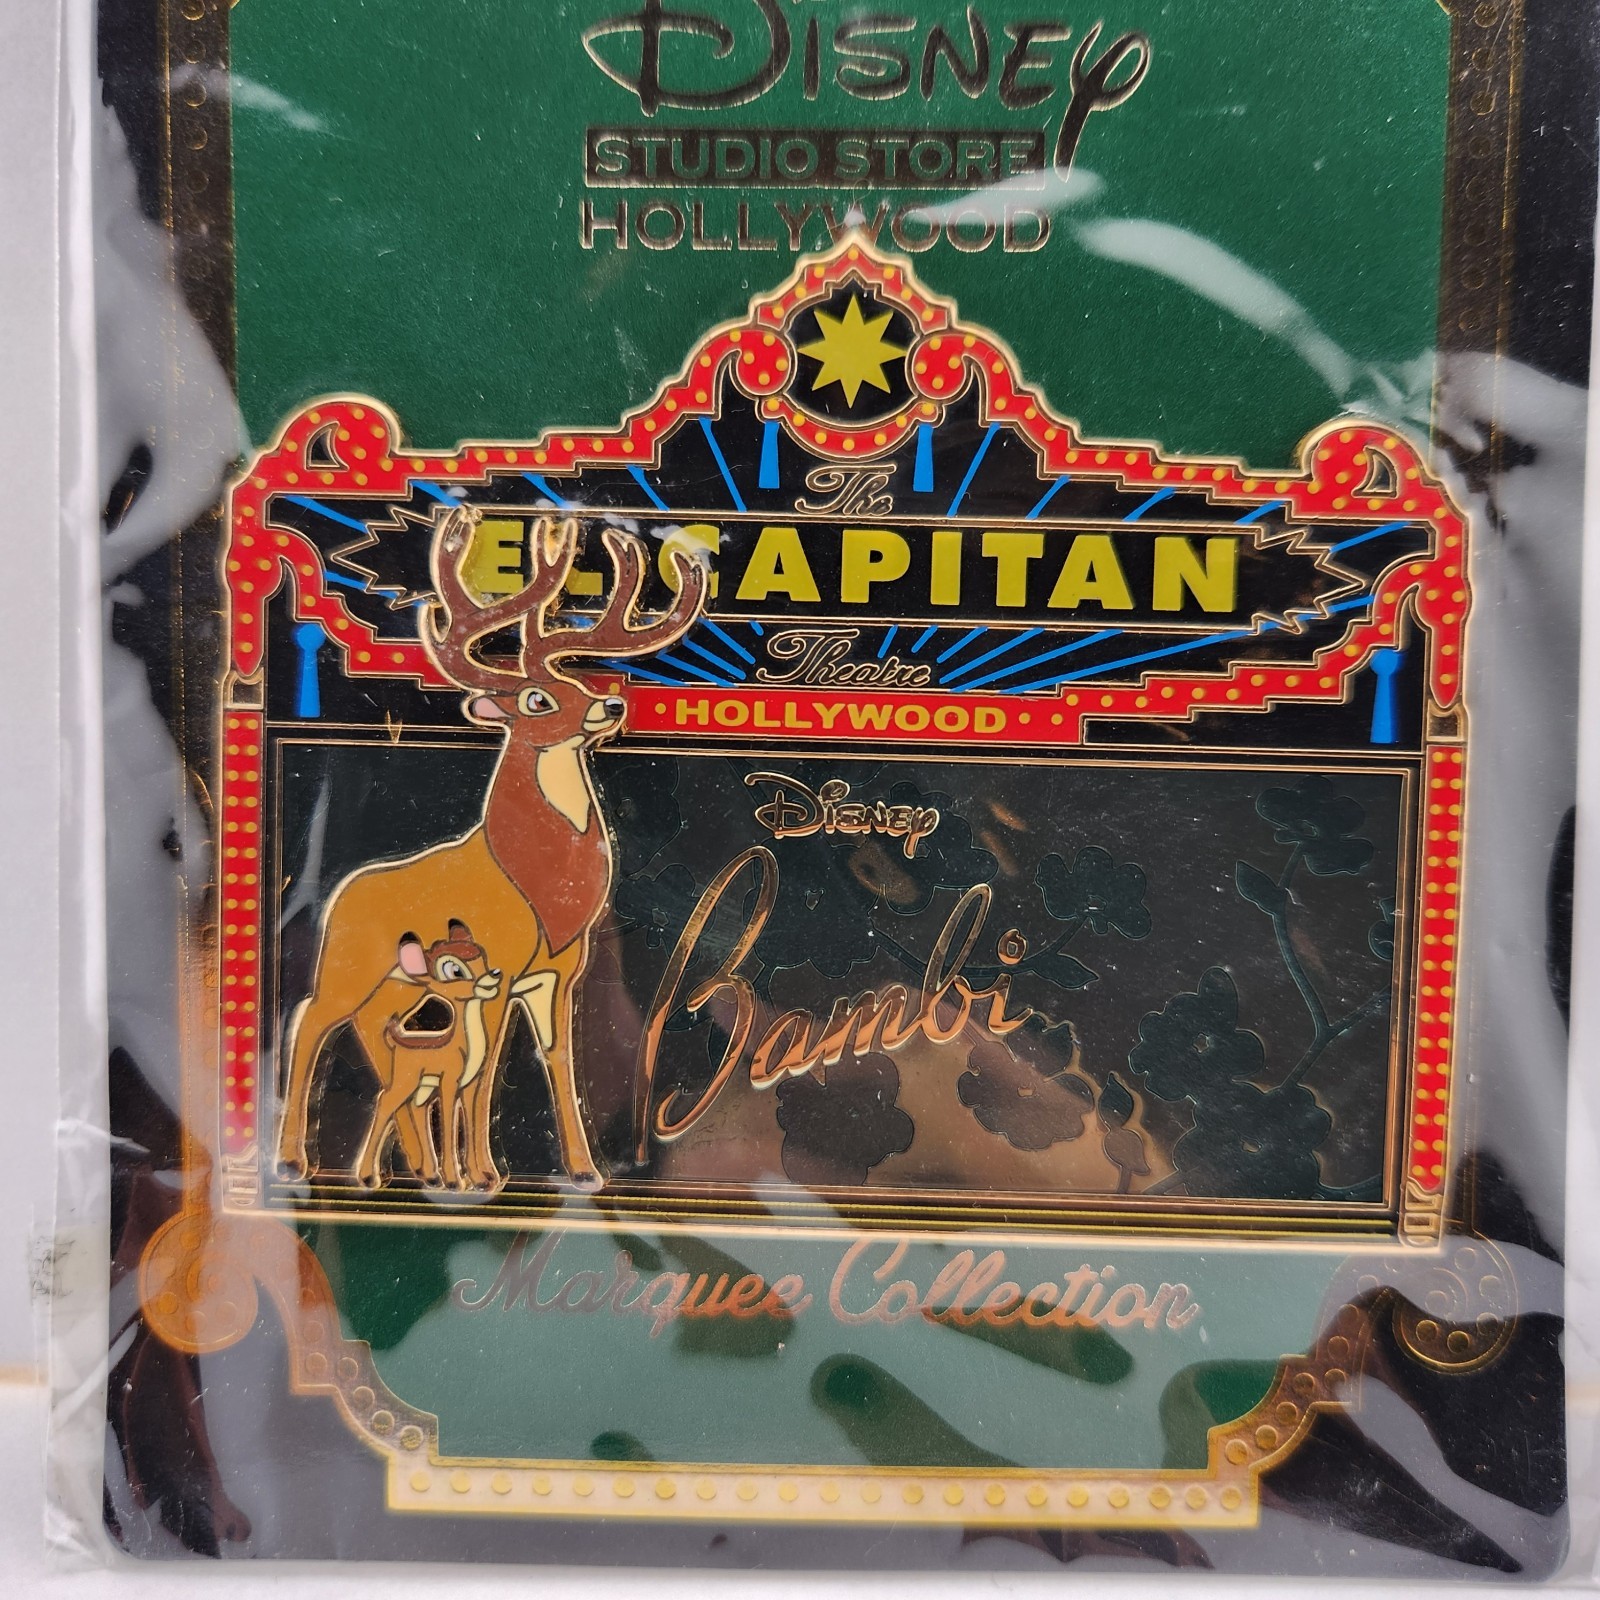 Disney
STUDIO STORE
HOLLYWOOD
The
EL CAPITAN
Theatre
HOLLYWOOD
Disney
Bambi
Marquee Collection